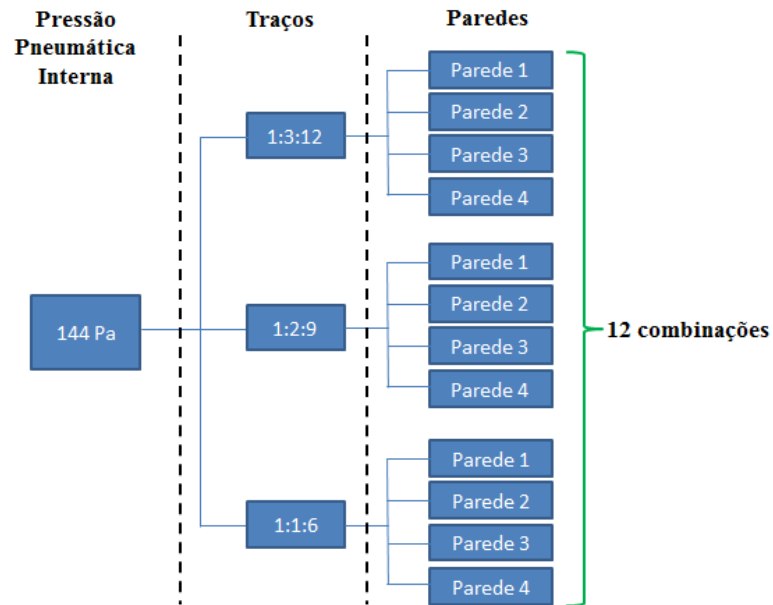 Pressão
Pneumática
Interna
Traços
Paredes
144 Pa
1:3:12
Parede 1
Parede 2
Parede 3
Parede 4
1:2:9
Parede 1
Parede 2
Parede 3
Parede 4
1:1:6
Parede 1
Parede 2
Parede 3
Parede 4
12 combinações